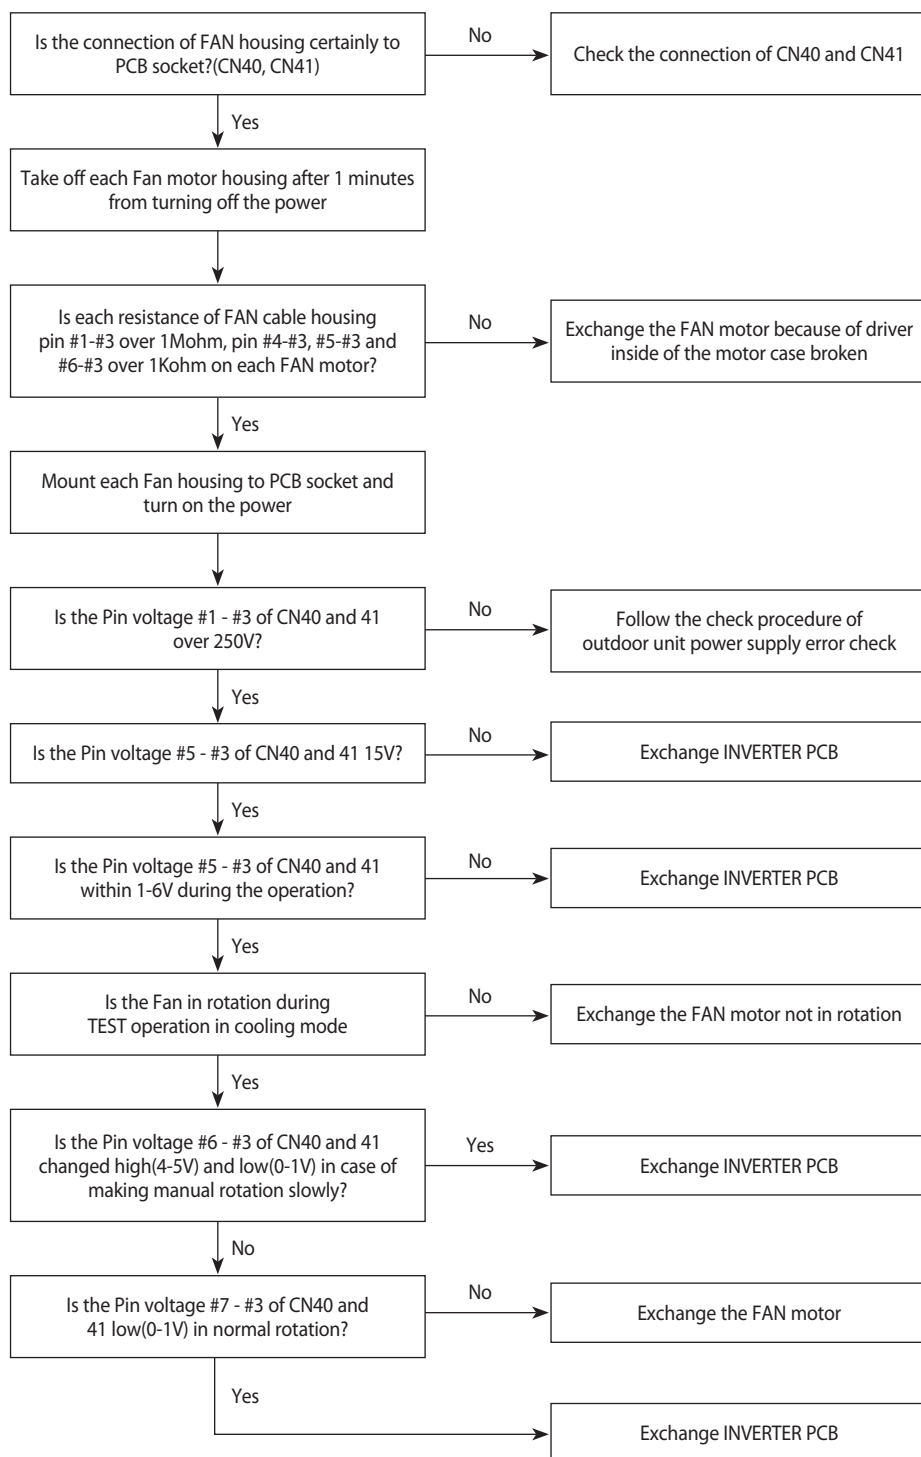 Is the connection of FAN housing certainly to
PCB socket?(CN40, CN41)
No
Check the connection of CN40 and CN41
Yes
Take off each Fan motor housing after 1 minutes
from turning off the power
Is each resistance of FAN cable housing
pin #1-#3 over 1Mohm, pin #4-#3, #5-#3 and
#6-#3 over 1Kohm on each FAN motor?
No
Exchange the FAN motor because of driver
inside of the motor case broken
Yes
Mount each Fan housing to PCB socket and
turn on the power
Is the Pin voltage #1 - #3 of CN40 and 41
over 250V?
No
Follow the check procedure of
outdoor unit power supply error check
Yes
Is the Pin voltage #5 - #3 of CN40 and 41 15V?
No
Exchange INVERTER PCB
Yes
Is the Pin voltage #5 - #3 of CN40 and 41
within 1-6V during the operation?
No
Exchange INVERTER PCB
Yes
Is the Fan in rotation during
TEST operation in cooling mode
No
Exchange the FAN motor not in rotation
Yes
Is the Pin voltage #6 - #3 of CN40 and 41
changed high(4-5V) and low(0-1V) in case of
making manual rotation slowly?
Yes
Exchange INVERTER PCB
No
Is the Pin voltage #7 - #3 of CN40 and
41 low(0-1V) in normal rotation?
No
Exchange the FAN motor
Yes
Exchange INVERTER PCB